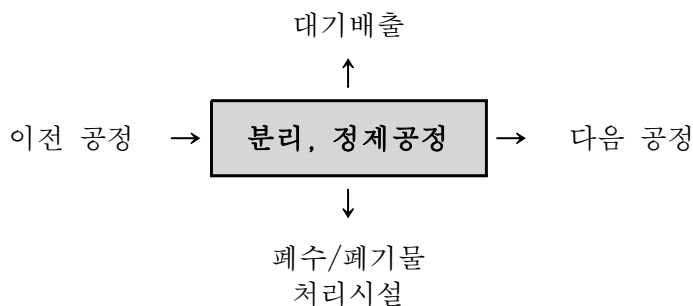 대기배출
↑
이전 공정 → 분리, 정제공정 → 다음 공정
↓
폐수/폐기물
처리시설